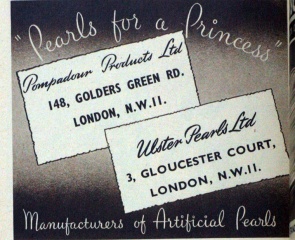 "Pearls for a Princess"
Pompadour Products Ltd
148, GOLDERS GREEN RD.
LONDON, N.W.11.
Ulster Pearls Ltd
3, GLOUCESTER COURT,
LONDON, N.W.11.
Manufacturers of Artificial Pearls